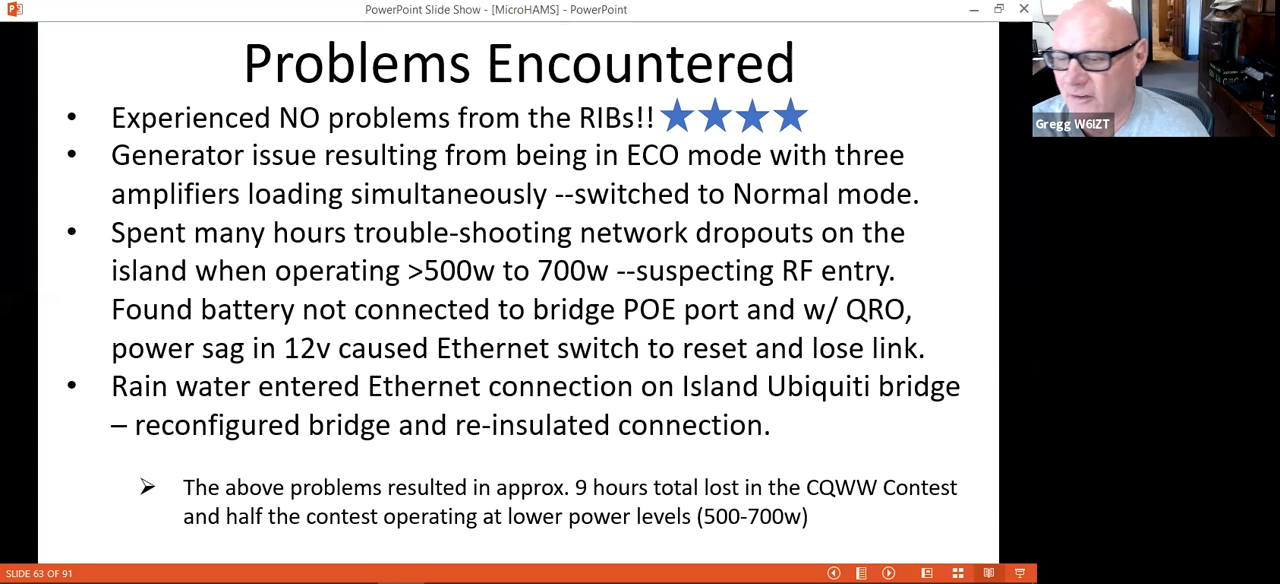 PowerPoint Slide Show - [MicroHAMS] - PowerPoint
Problems Encountered
• Experienced NO problems from the RIBs!! ★★★★
• Generator issue resulting from being in ECO mode with three
amplifiers loading simultaneously --switched to Normal mode.
• Spent many hours trouble-shooting network dropouts on the
island when operating >500w to 700w --suspecting RF entry.
Found battery not connected to bridge POE port and w/ QRO,
power sag in 12v caused Ethernet switch to reset and lose link.
• Rain water entered Ethernet connection on Island Ubiquiti bridge
– reconfigured bridge and re-insulated connection.
➢ The above problems resulted in approx. 9 hours total lost in the CQWW Contest
and half the contest operating at lower power levels (500-700w)
Gregg W6IZT
SLIDE 63 OF 91